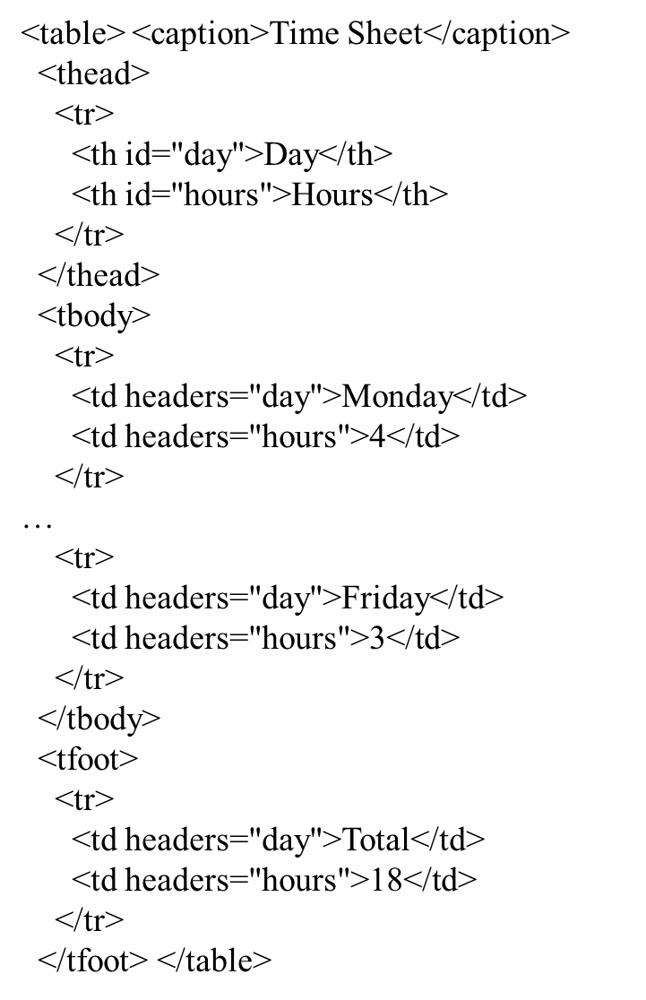 <table> <caption>Time Sheet</caption>
  <thead>
    <tr>
      <th id="day">Day</th>
      <th id="hours">Hours</th>
    </tr>
  </thead>
  <tbody>
    <tr>
      <td headers="day">Monday</td>
      <td headers="hours">4</td>
    </tr>
…
    <tr>
      <td headers="day">Friday</td>
      <td headers="hours">3</td>
    </tr>
  </tbody>
  <tfoot>
    <tr>
      <td headers="day">Total</td>
      <td headers="hours">18</td>
    </tr>
  </tfoot> </table>